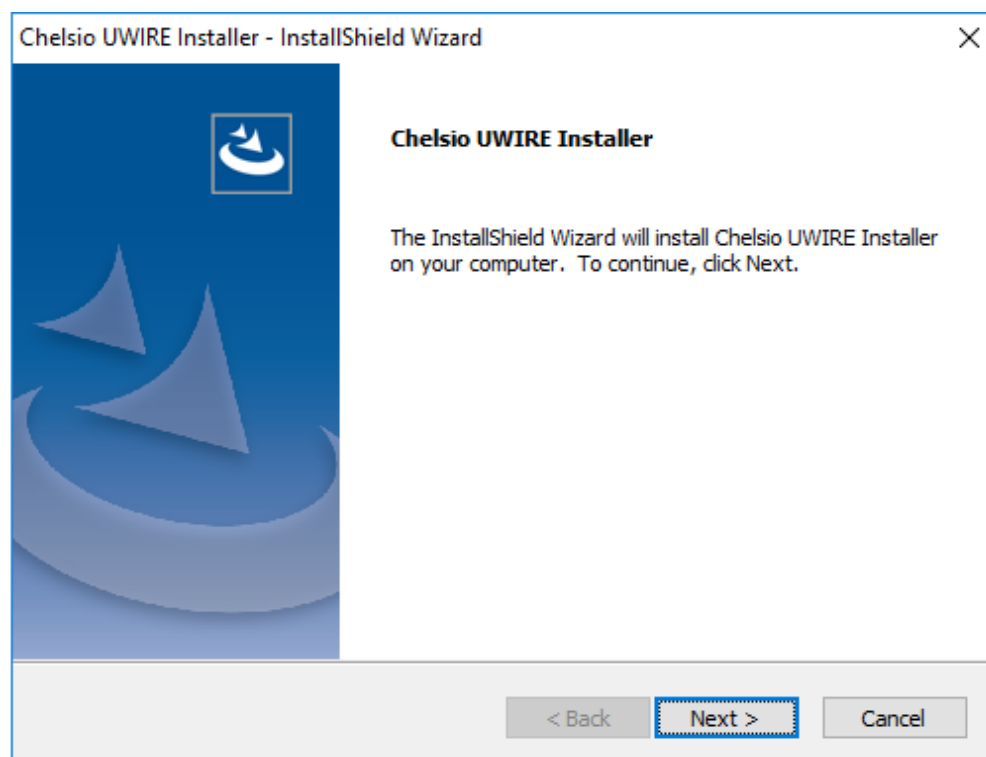 Chelsio UWIRE Installer - InstallShield Wizard
Chelsio UWIRE Installer
The InstallShield Wizard will install Chelsio UWIRE Installer
on your computer.  To continue, click Next.
< Back
Next >
Cancel